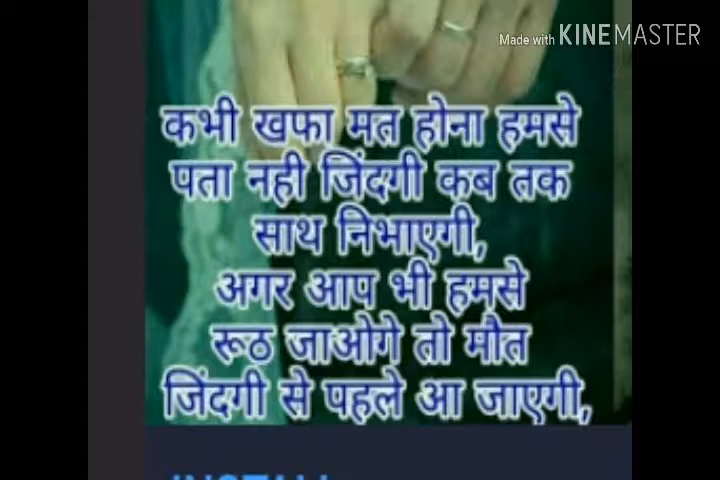 Made with KINEMASTER
कभी खफा मत होना हमसे
पता नही जिंदगी कब तक
साथ निभाएगी,
अगर आप भी हमसे
रूठ जाओगे तो मौत
जिंदगी से पहले आ जाएगी,